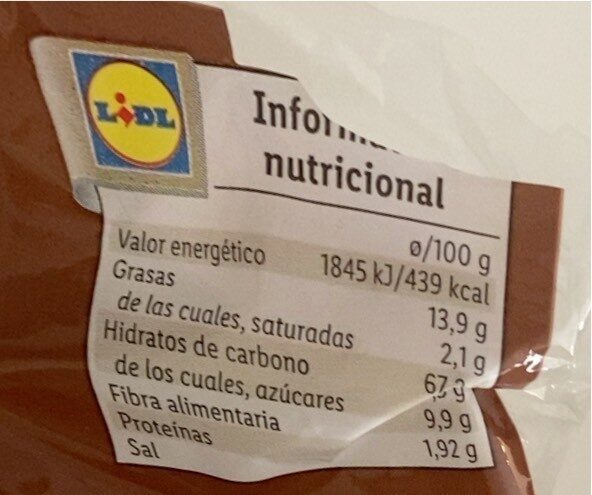 LIDL
nutricional
ø/100 g
Valor energético 1845 kJ/439 kcal
Grasas 13,9 g
de las cuales, saturadas 2,1 g
Hidratos de carbono
de los cuales, azúcares
Fibra alimentaria
Proteínas 9,9 g
Sal 1,92 g